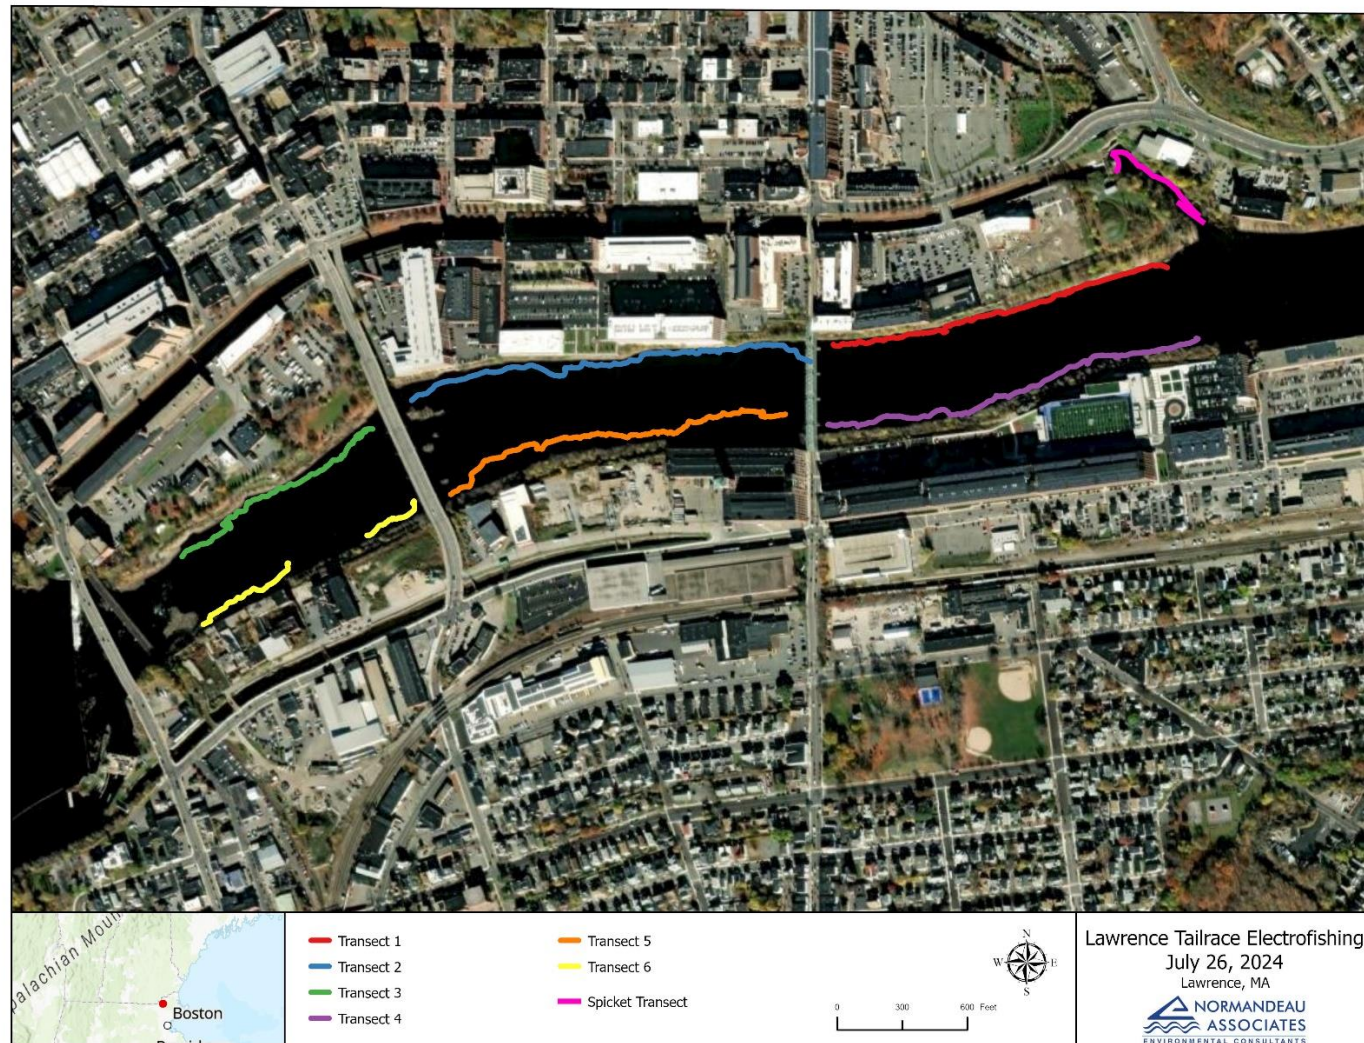 palachian Moun
Boston
Transect 1
Transect 2
Transect 3
Transect 4
Transect 5
Transect 6
Spicket Transect
N
W E
S
0 300 600 Feet
Lawrence Tailrace Electrofishing
July 26, 2024
Lawrence, MA
NORMANDEAU
ASSOCIATES
ENVIRONMENTAL CONSULTANTS